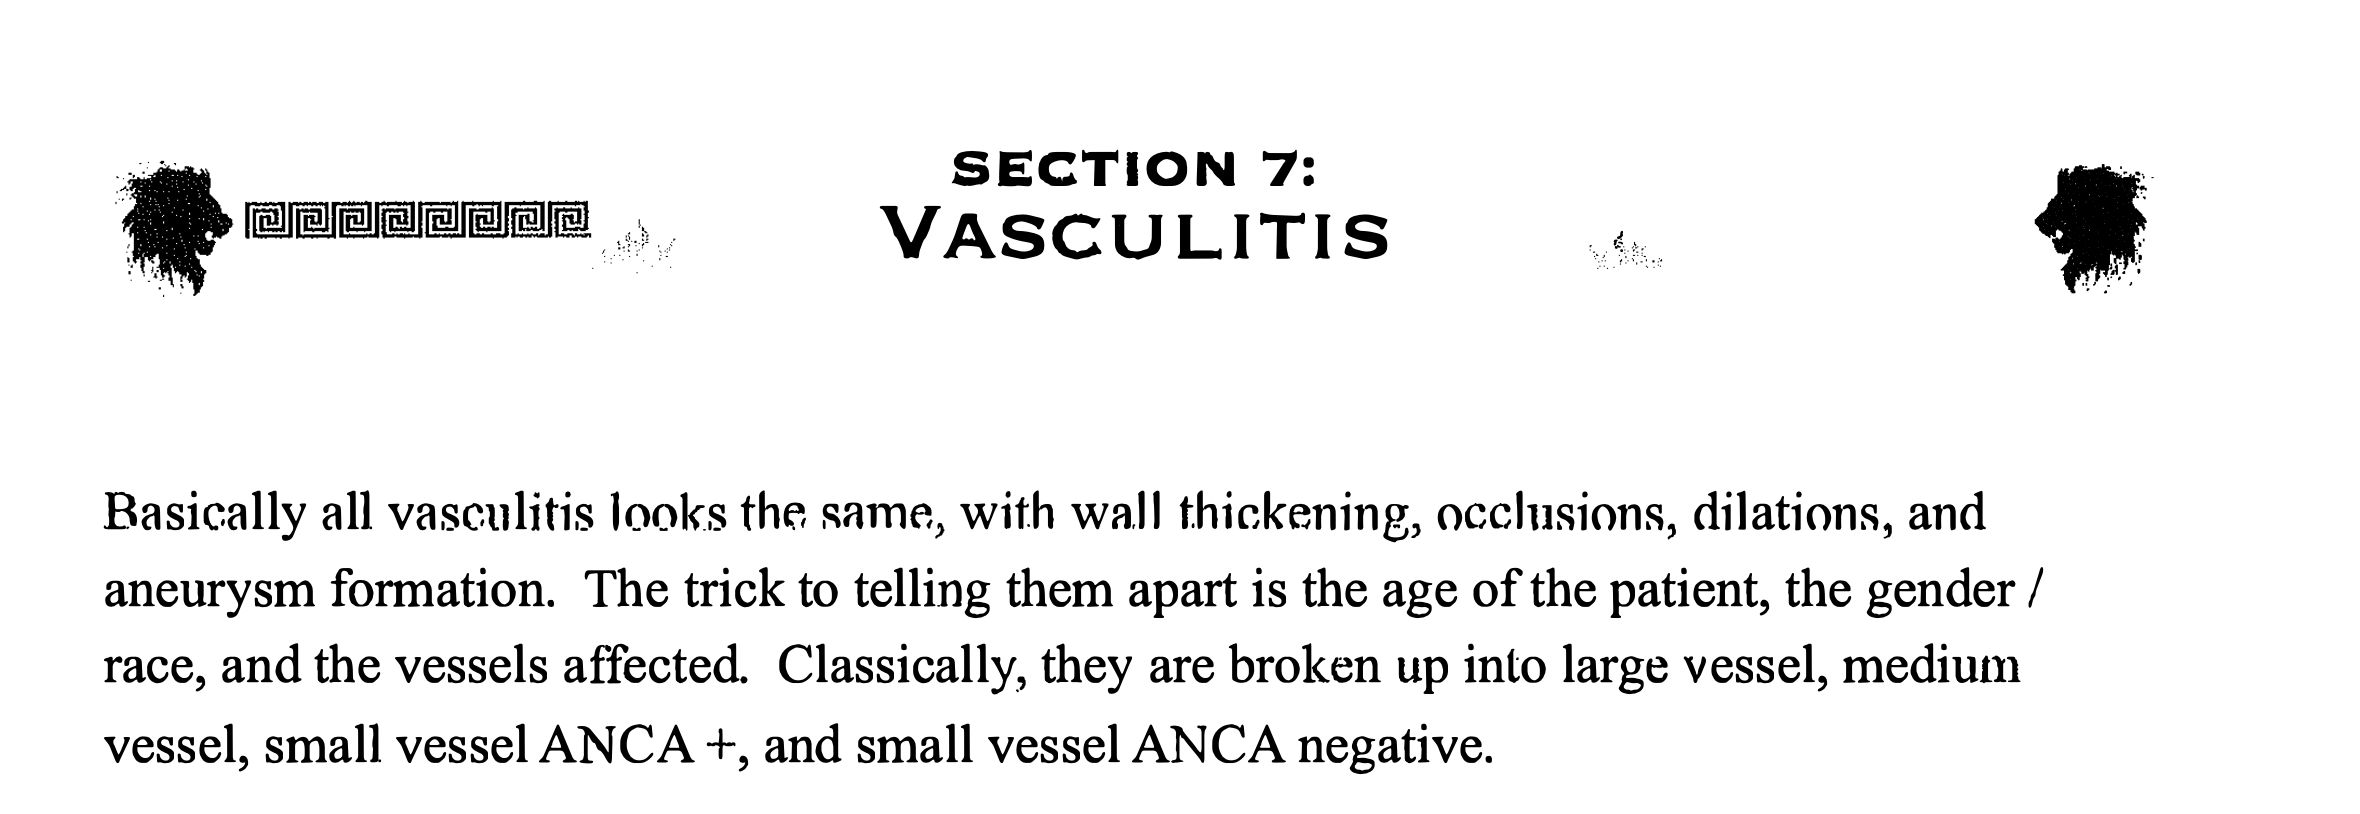 SECTION 7:
VASCULITIS
Basically all vasculitis looks the same, with wall thickening, occlusions, dilations, and
aneurysm formation. The trick to telling them apart is the age of the patient, the gender /
race, and the vessels affected. Classically, they are broken up into large vessel, medium
vessel, small vessel ANCA +, and small vessel ANCA negative.